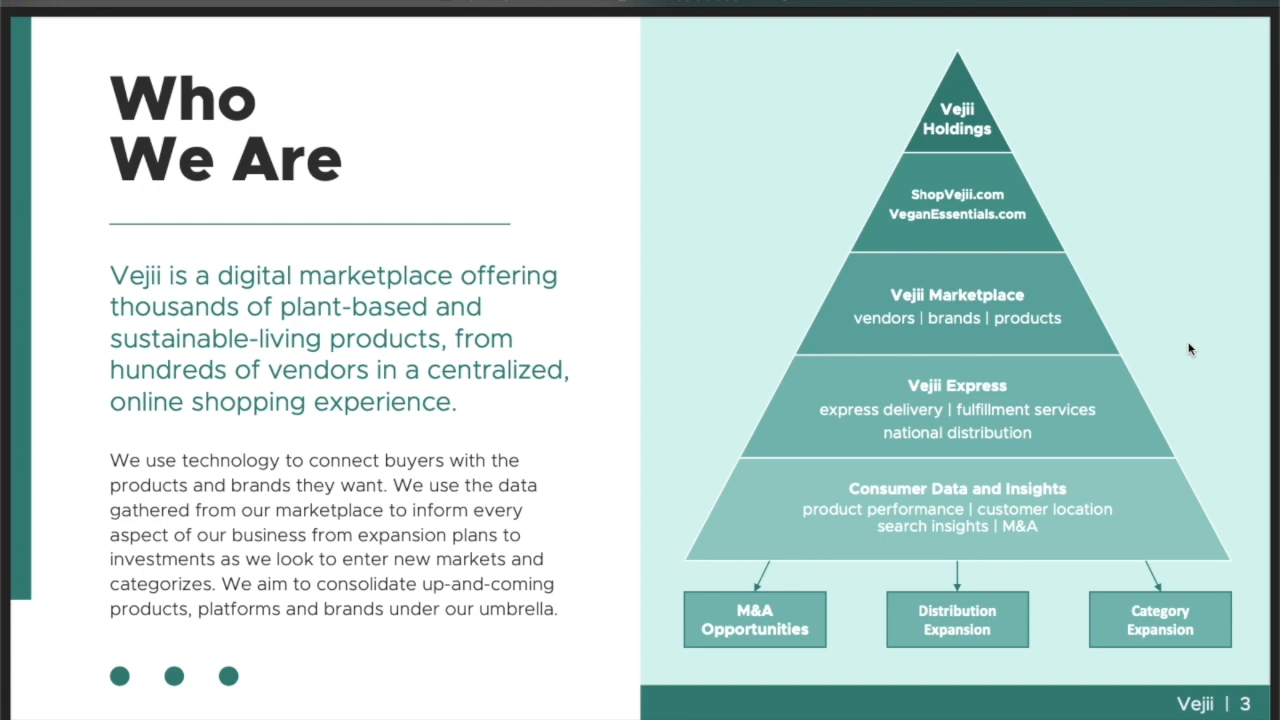 Who
We Are
Vejii is a digital marketplace offering
thousands of plant-based and
sustainable-living products, from
hundreds of vendors in a centralized,
online shopping experience.
We use technology to connect buyers with the
products and brands they want. We use the data
gathered from our marketplace to inform every
aspect of our business from expansion plans to
investments as we look to enter new markets and
categorizes. We aim to consolidate up-and-coming
products, platforms and brands under our umbrella.
Vejii
Holdings
ShopVejii.com
VeganEssentials.com
Vejii Marketplace
vendors | brands | products
Vejii Express
express delivery | fulfillment services
national distribution
Consumer Data and Insights
product performance | customer location
search insights | M&A
M&A
Opportunities
Distribution
Expansion
Category
Expansion
Vejii | 3